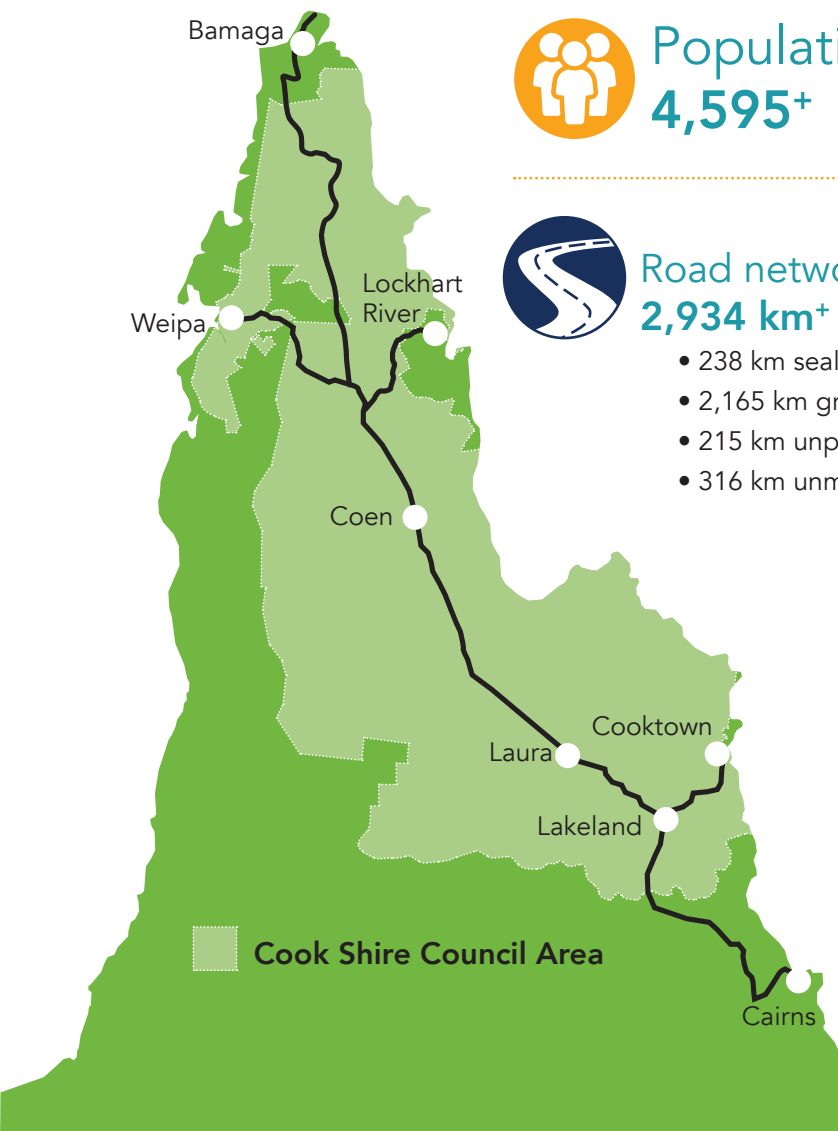 Bamaga
Populati
4,595+
Lockhart
River
Weipa
Road netwo
2,934 km+
• 238 km seal
• 2,165 km gr
• 215 km unp
• 316 km unm
Coen
Cooktown
Laura
Lakeland
Cook Shire Council Area
Cairns